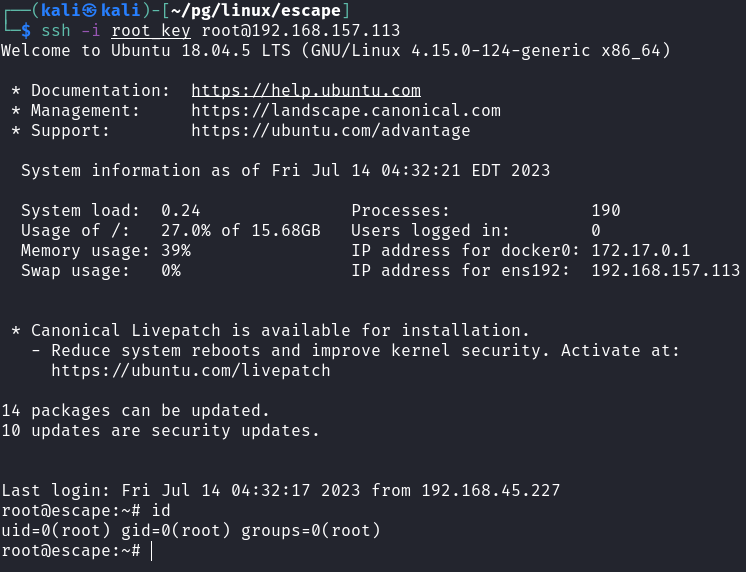 ┌──(kali㉿kali)-[~/pg/linux/escape]
└─$ ssh -i root_key root@192.168.157.113
Welcome to Ubuntu 18.04.5 LTS (GNU/Linux 4.15.0-124-generic x86_64)
* Documentation:  https://help.ubuntu.com
* Management:     https://landscape.canonical.com
* Support:        https://ubuntu.com/advantage
System information as of Fri Jul 14 04:32:21 EDT 2023
System load:  0.24               Processes:              190
Usage of /:   27.0% of 15.68GB   Users logged in:        0
Memory usage: 39%                IP address for docker0: 172.17.0.1
Swap usage:   0%                 IP address for ens192:  192.168.157.113
* Canonical Livepatch is available for installation.
- Reduce system reboots and improve kernel security. Activate at:
https://ubuntu.com/livepatch
14 packages can be updated.
10 updates are security updates.
Last login: Fri Jul 14 04:32:17 2023 from 192.168.45.227
root@escape:~# id
uid=0(root) gid=0(root) groups=0(root)
root@escape:~#